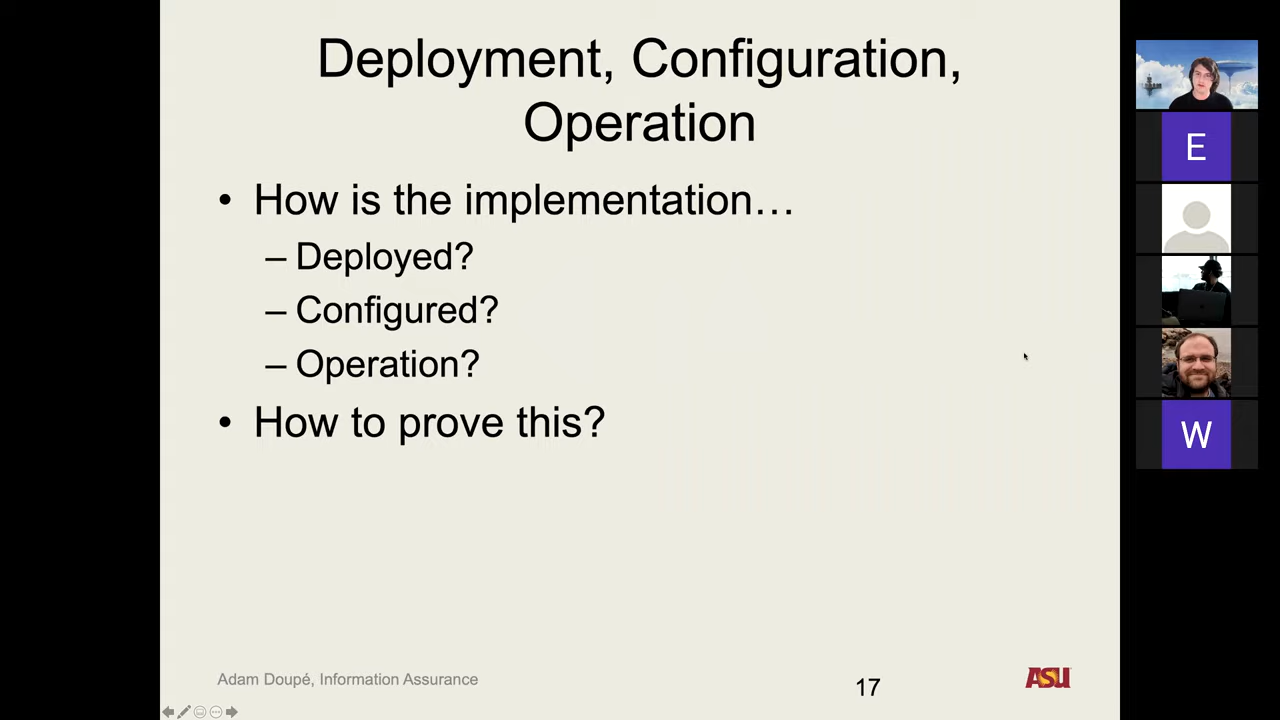 Deployment, Configuration,
Operation
• How is the implementation…
– Deployed?
– Configured?
– Operation?
• How to prove this?
Adam Doupé, Information Assurance
17
ASU
E
W